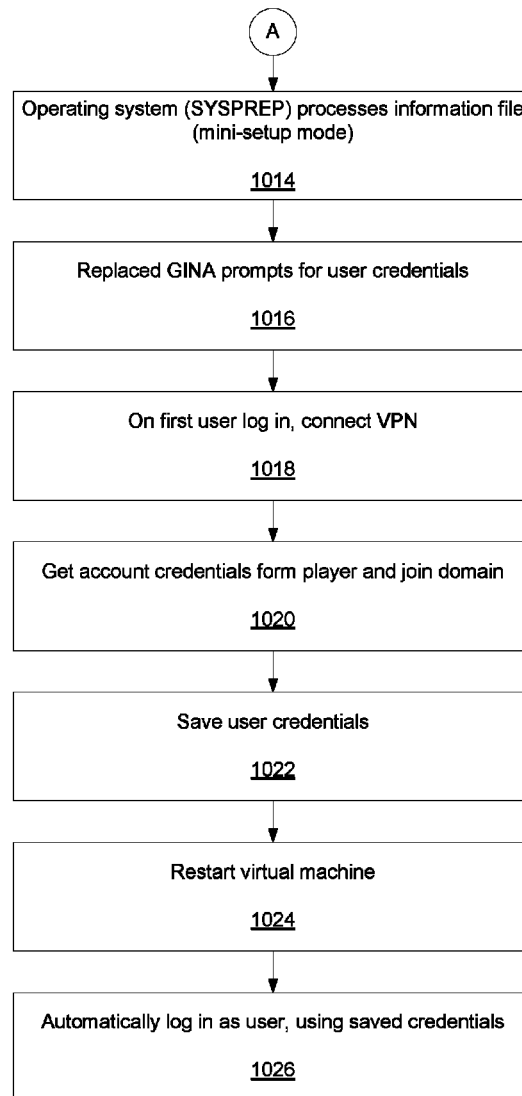 A
Operating system (SYSPREP) processes information file
(mini-setup mode)
1014
Replaced GINA prompts for user credentials
1016
On first user log in, connect VPN
1018
Get account credentials form player and join domain
1020
Save user credentials
1022
Restart virtual machine
1024
Automatically log in as user, using saved credentials
1026